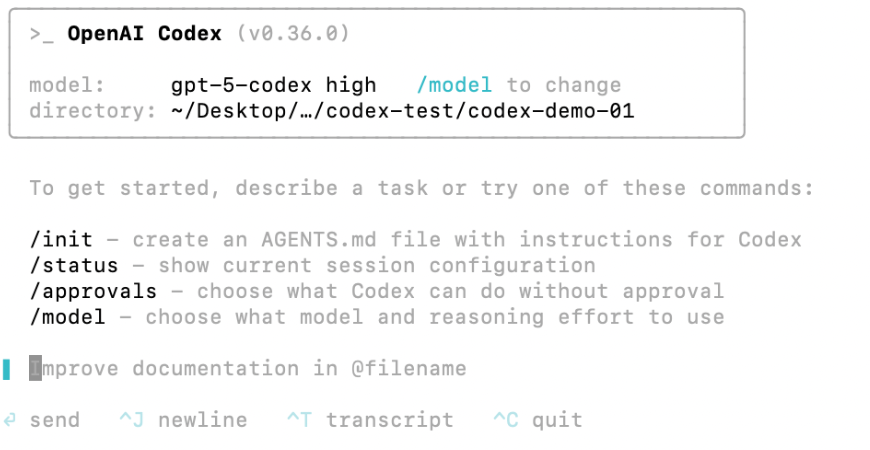 >_ OpenAI Codex (v0.36.0)
model: gpt-5-codex high /model to change
directory: ~/Desktop/…/codex-test/codex-demo-01
To get started, describe a task or try one of these commands:
/init – create an AGENTS.md file with instructions for Codex
/status – show current session configuration
/approvals – choose what Codex can do without approval
/model – choose what model and reasoning effort to use
Improve documentation in @filename
⏎ send ^J newline ^T transcript ^C quit